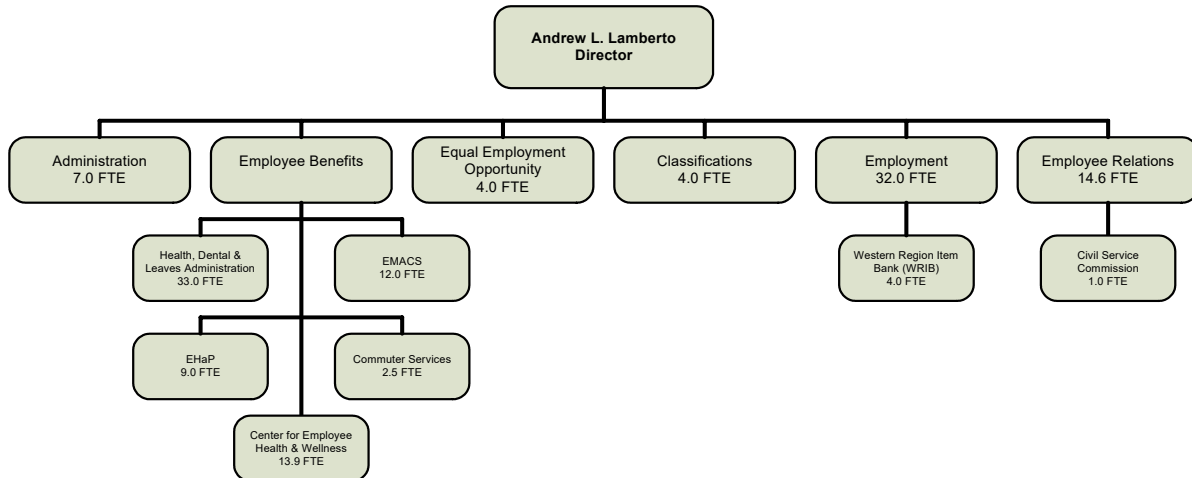 Andrew L. Lamberto
Director
Administration
7.0 FTE
Employee Benefits
Equal Employment
Opportunity
4.0 FTE
Classifications
4.0 FTE
Employment
32.0 FTE
Employee Relations
14.6 FTE
Health, Dental &
Leaves Administration
33.0 FTE
EMACS
12.0 FTE
Western Region Item
Bank (WRIB)
4.0 FTE
Civil Service
Commission
1.0 FTE
EHaP
9.0 FTE
Commuter Services
2.5 FTE
Center for Employee
Health & Wellness
13.9 FTE